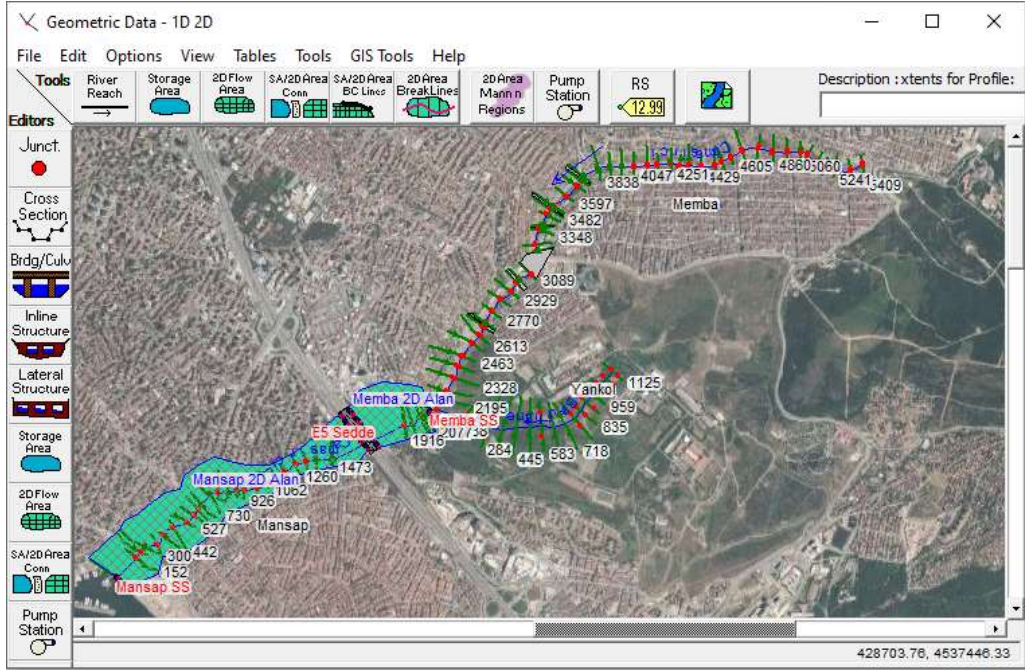 Geometric Data - 1D 2D
File Edit Options View Tables Tools GIS Tools Help
Tools
Editors
River
Reach
Storage
Area
2D Flow
Area
SA/2D Area
Conn
SA/2D Area
BC Lines
2D Area
BreakLines
2D Area
Mann n
Regions
Pump
Station
RS
12.99
Description :xtents for Profile:
Junct.
Cross
Section
Brdg/Culv
Inline
Structure
Lateral
Structure
Storage
Area
2D Flow
Area
SA/2D Area
Conn
Pump
Station
3838
4047
4251
4429
4605
4860
5060
5241
5409
Memba
3597
3482
3348
3089
2929
2770
2613
2463
2328
2195
Yankol
1125
959
835
718
583
445
284
Memba 2D Alan
Memba SS
E5 Sedde
1916
207738
1473
1260
1062
Mansap 2D Alan
926
730
Mansap
527
442
300
152
Mansap SS
428703.76, 4537446.33